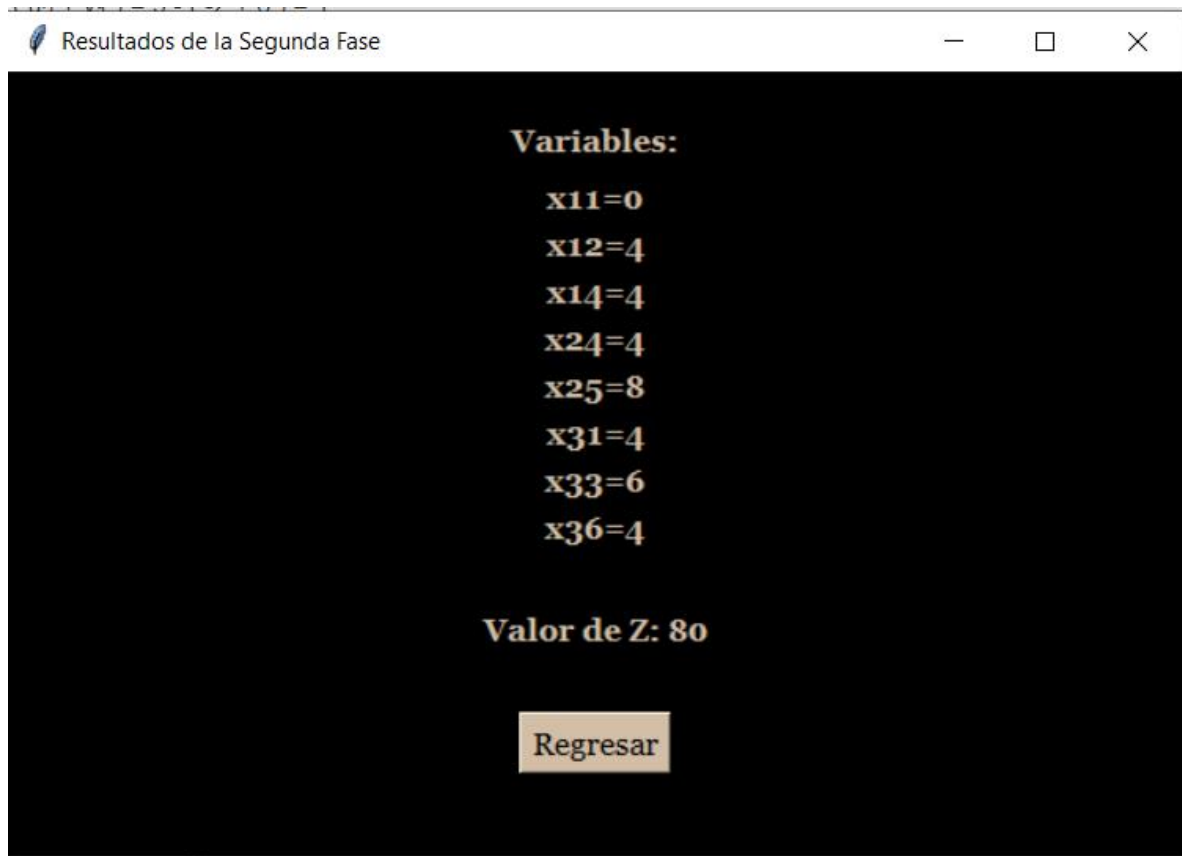 Resultados de la Segunda Fase
Variables:
x11=0
x12=4
x14=4
x24=4
x25=8
x31=4
x33=6
x36=4
Valor de Z: 80
Regresar